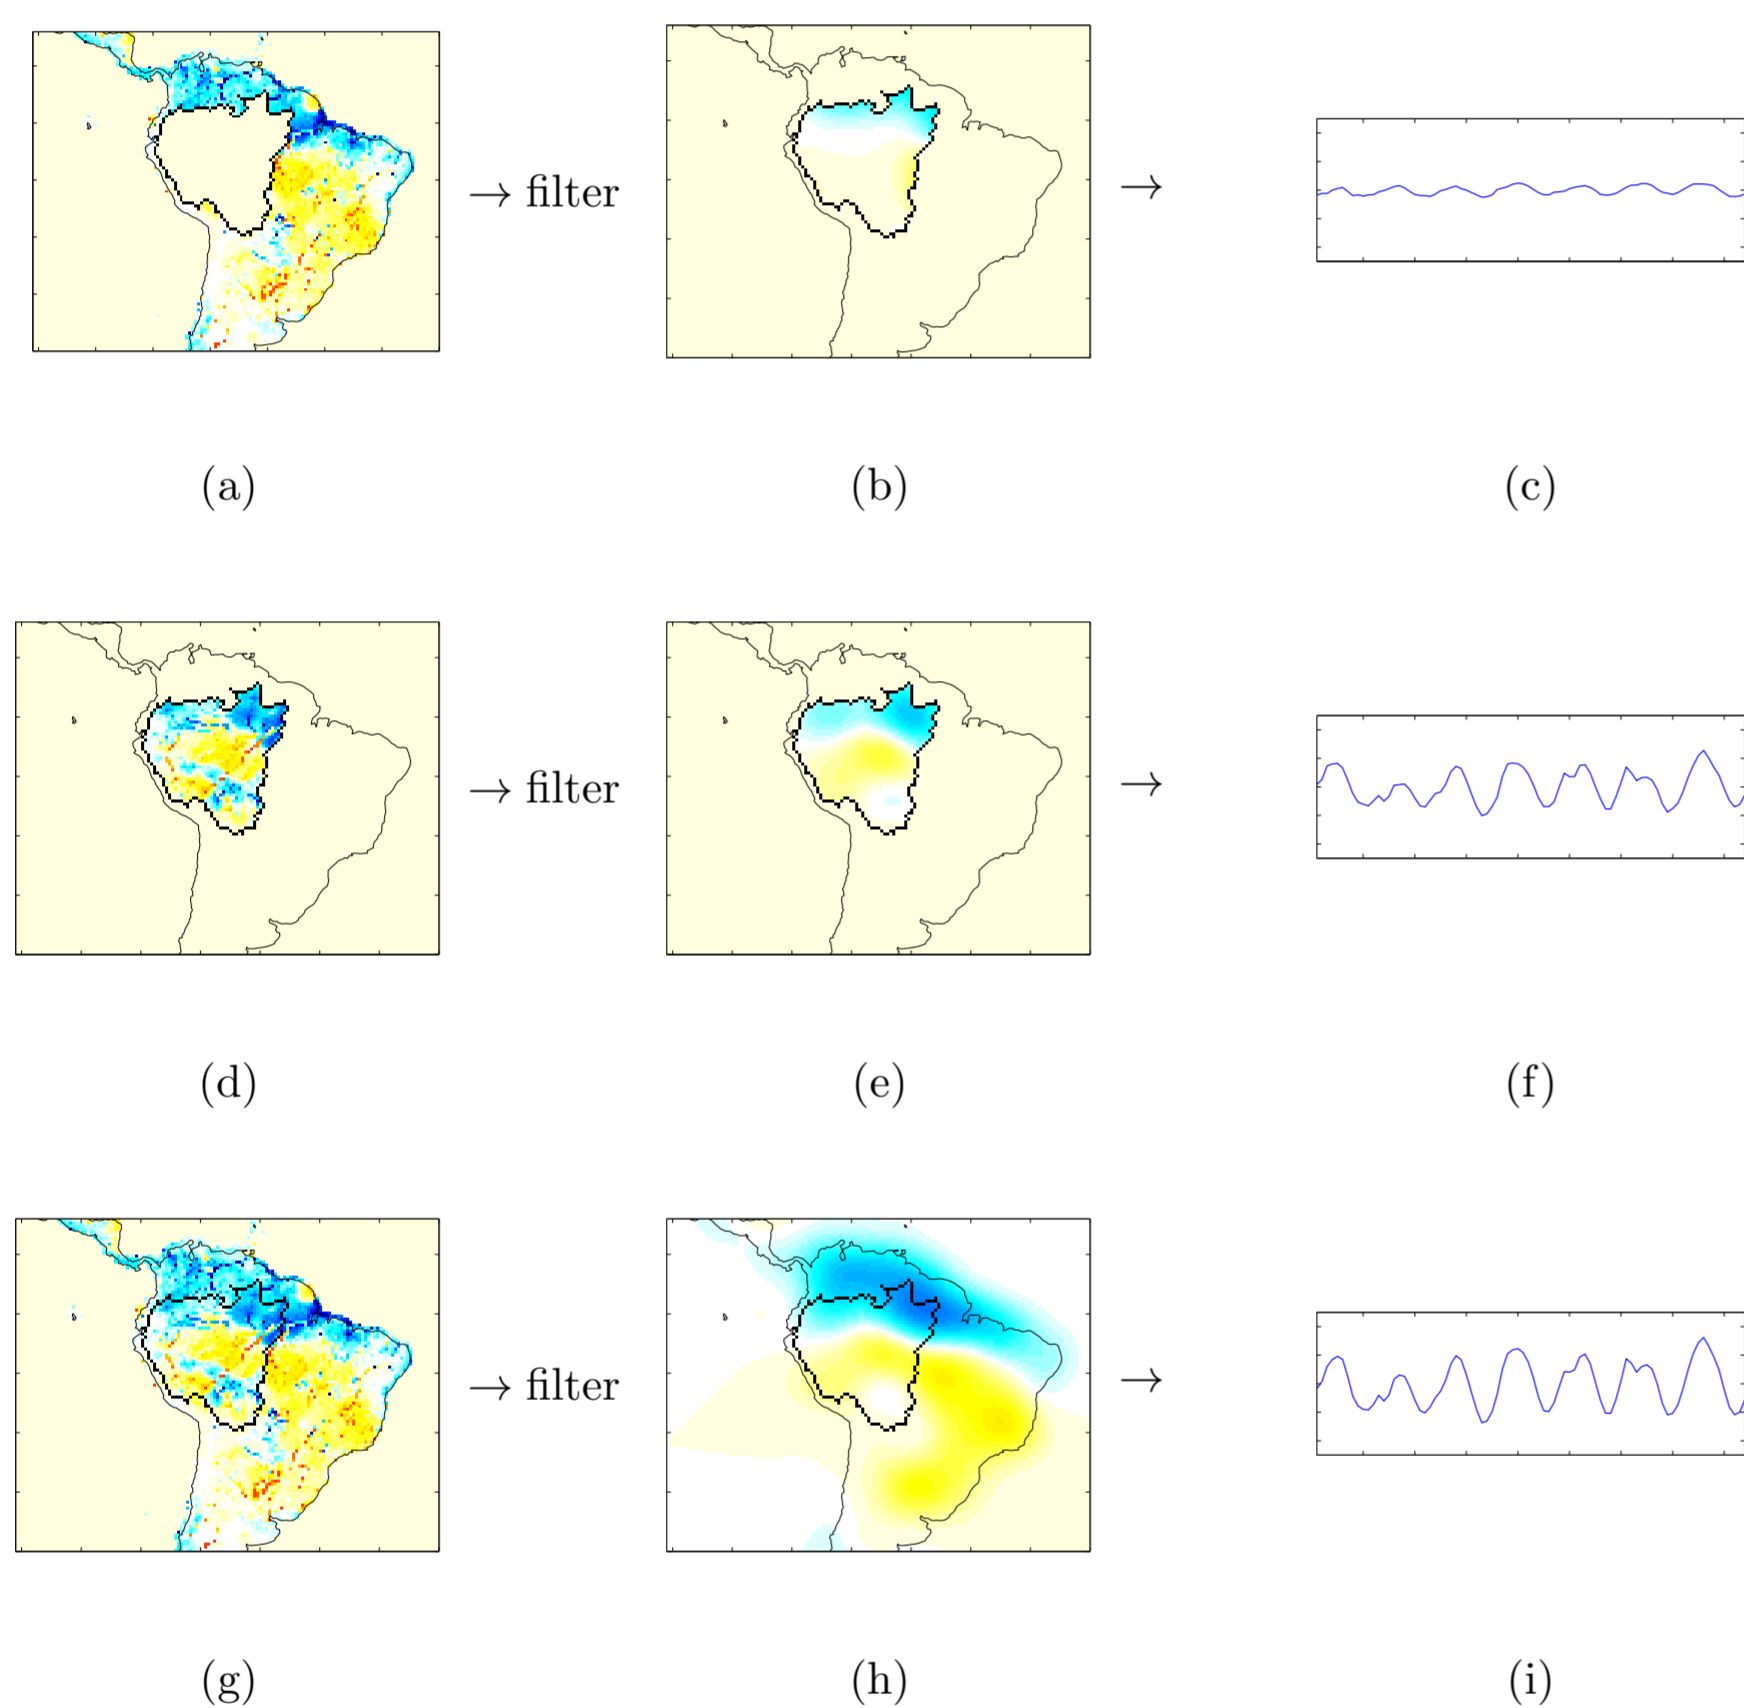 → filter
→
(a)
(b)
(c)
→ filter
→
(d)
(e)
(f)
→ filter
→
(g)
(h)
(i)